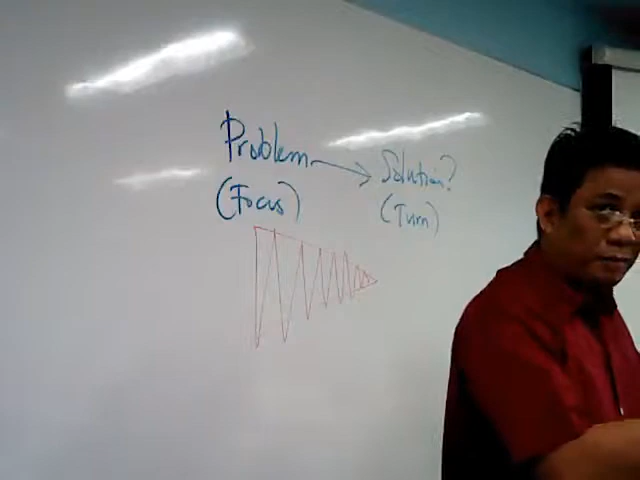 Problem → Solution?
(Focus) (Turn)